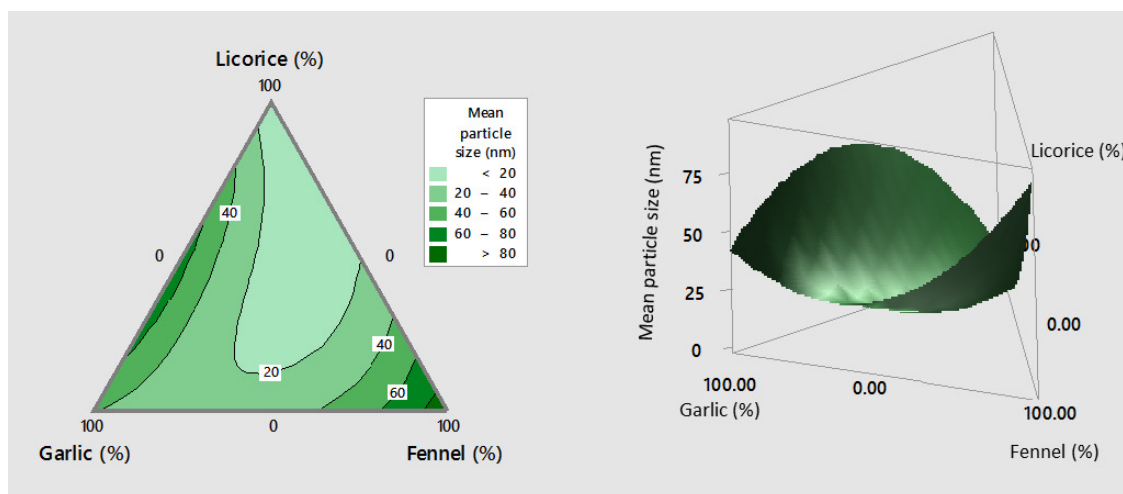 Licorice (%)
100
Mean
particle
size (nm)
< 20
20 – 40
40 – 60
60 – 80
> 80
40
0
0
40
20
60
100
0
100
Garlic (%)
Fennel (%)
Mean particle size (nm)
75
50
25
0
Licorice (%)
0.00
100.00
0.00
100.00
Garlic (%)
Fennel (%)